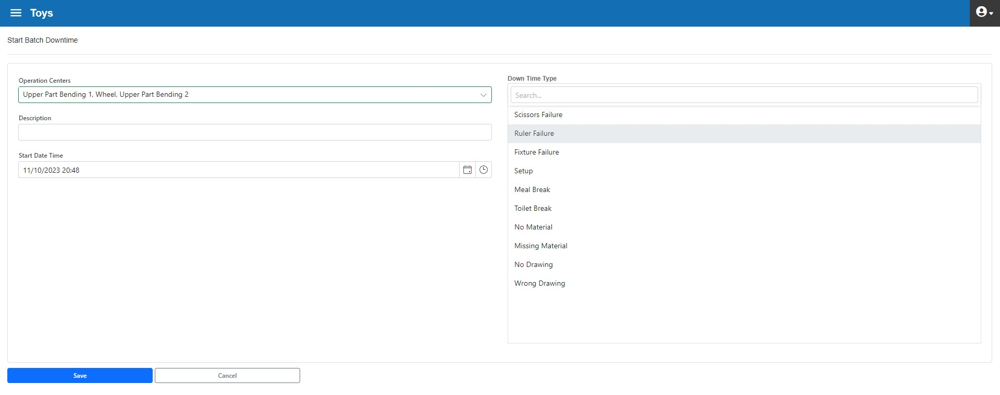 Toys
Start Batch Downtime
Operation Centers
Upper Part Bending 1, Wheel, Upper Part Bending 2
Description
Start Date Time
11/10/2023 20:48
Down Time Type
Search...
Scissors Failure
Ruler Failure
Fixture Failure
Setup
Meal Break
Toilet Break
No Material
Missing Material
No Drawing
Wrong Drawing
Save
Cancel